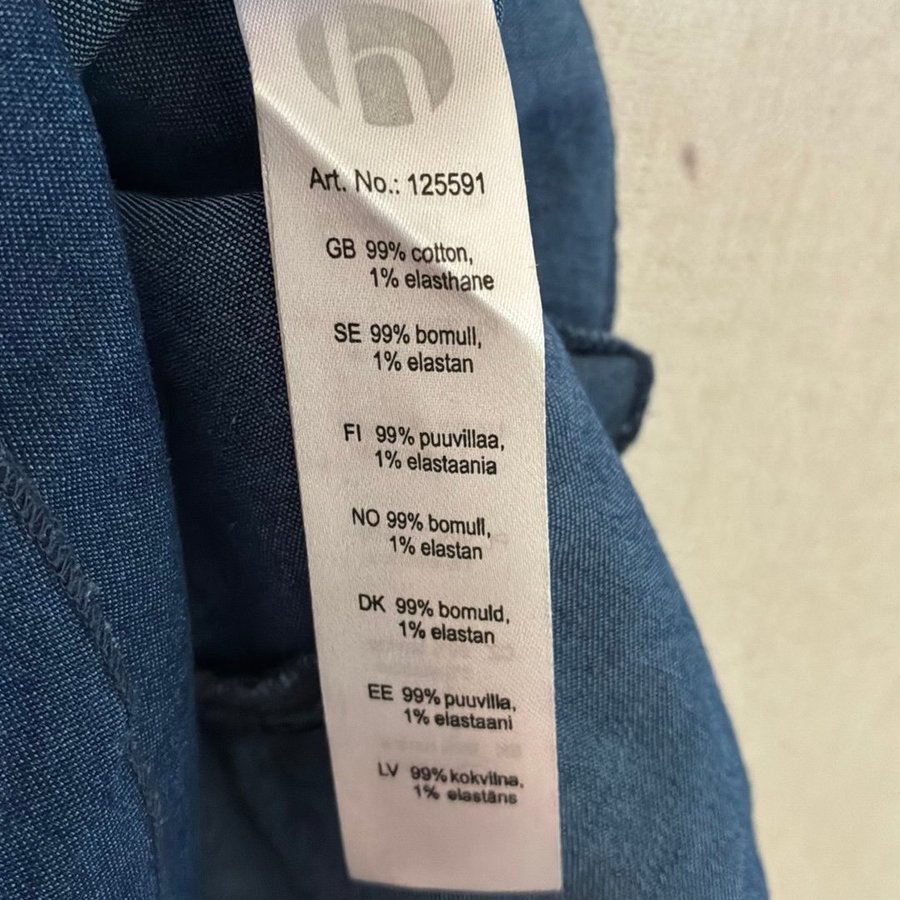 h
Art. No.: 125591
GB 99% cotton,
1% elasthane
SE 99% bomull,
1% elastan
FI 99% puuvillaa,
1% elastaania
NO 99% bomull,
1% elastan
DK 99% bomuld,
1% elastan
EE 99% puuvilla,
1% elastaani
LV 99% kokvilna,
1% elastāns